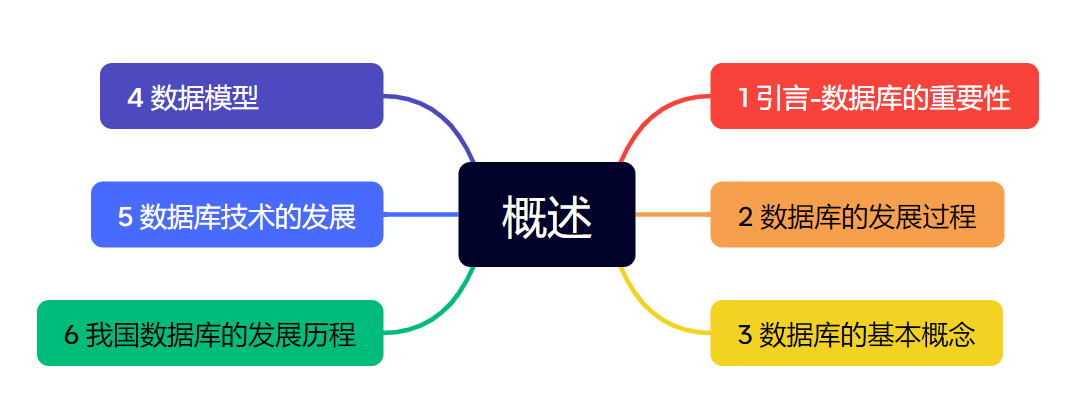 概述
1 引言-数据库的重要性
2 数据库的发展过程
3 数据库的基本概念
4 数据模型
5 数据库技术的发展
6 我国数据库的发展历程